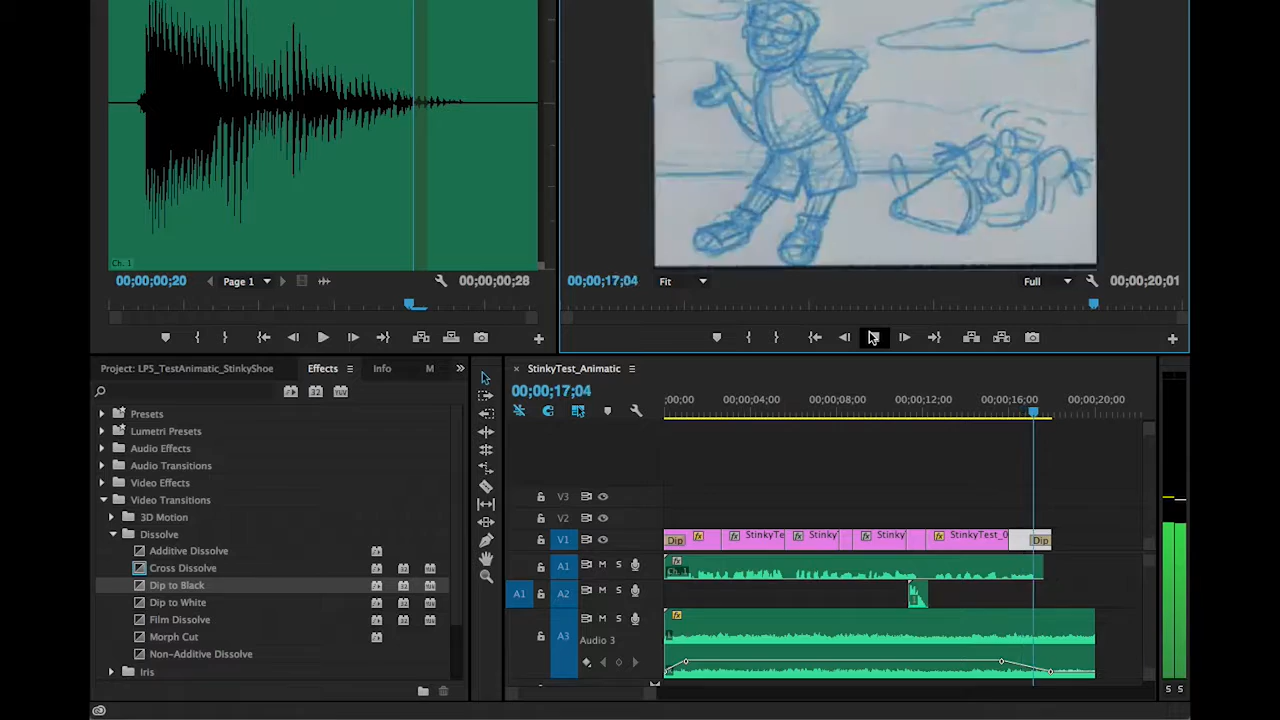 Ch. 1
00;00;00;20
Page 1
00;00;00;28
00;00;17;04
Fit
Full
00;00;20;01
Project: LP5_TestAnimatic_StinkyShoe
Effects
Info
M
StinkyTest_Animatic
00;00;17;04
;00;00
00;00;04;00
00;00;08;00
00;00;12;00
00;00;16;00
00;00;20;00
Presets
Lumetri Presets
Audio Effects
Audio Transitions
Video Effects
Video Transitions
3D Motion
Dissolve
Additive Dissolve
Cross Dissolve
Dip to Black
Dip to White
Film Dissolve
Morph Cut
Non-Additive Dissolve
Iris
V3
V2
V1
Dip
StinkyTe
Stinky
Stinky
StinkyTest_0
Dip
A1
M S
Ch. 1
A1
A2
M S
A3
M S
Audio 3
S S